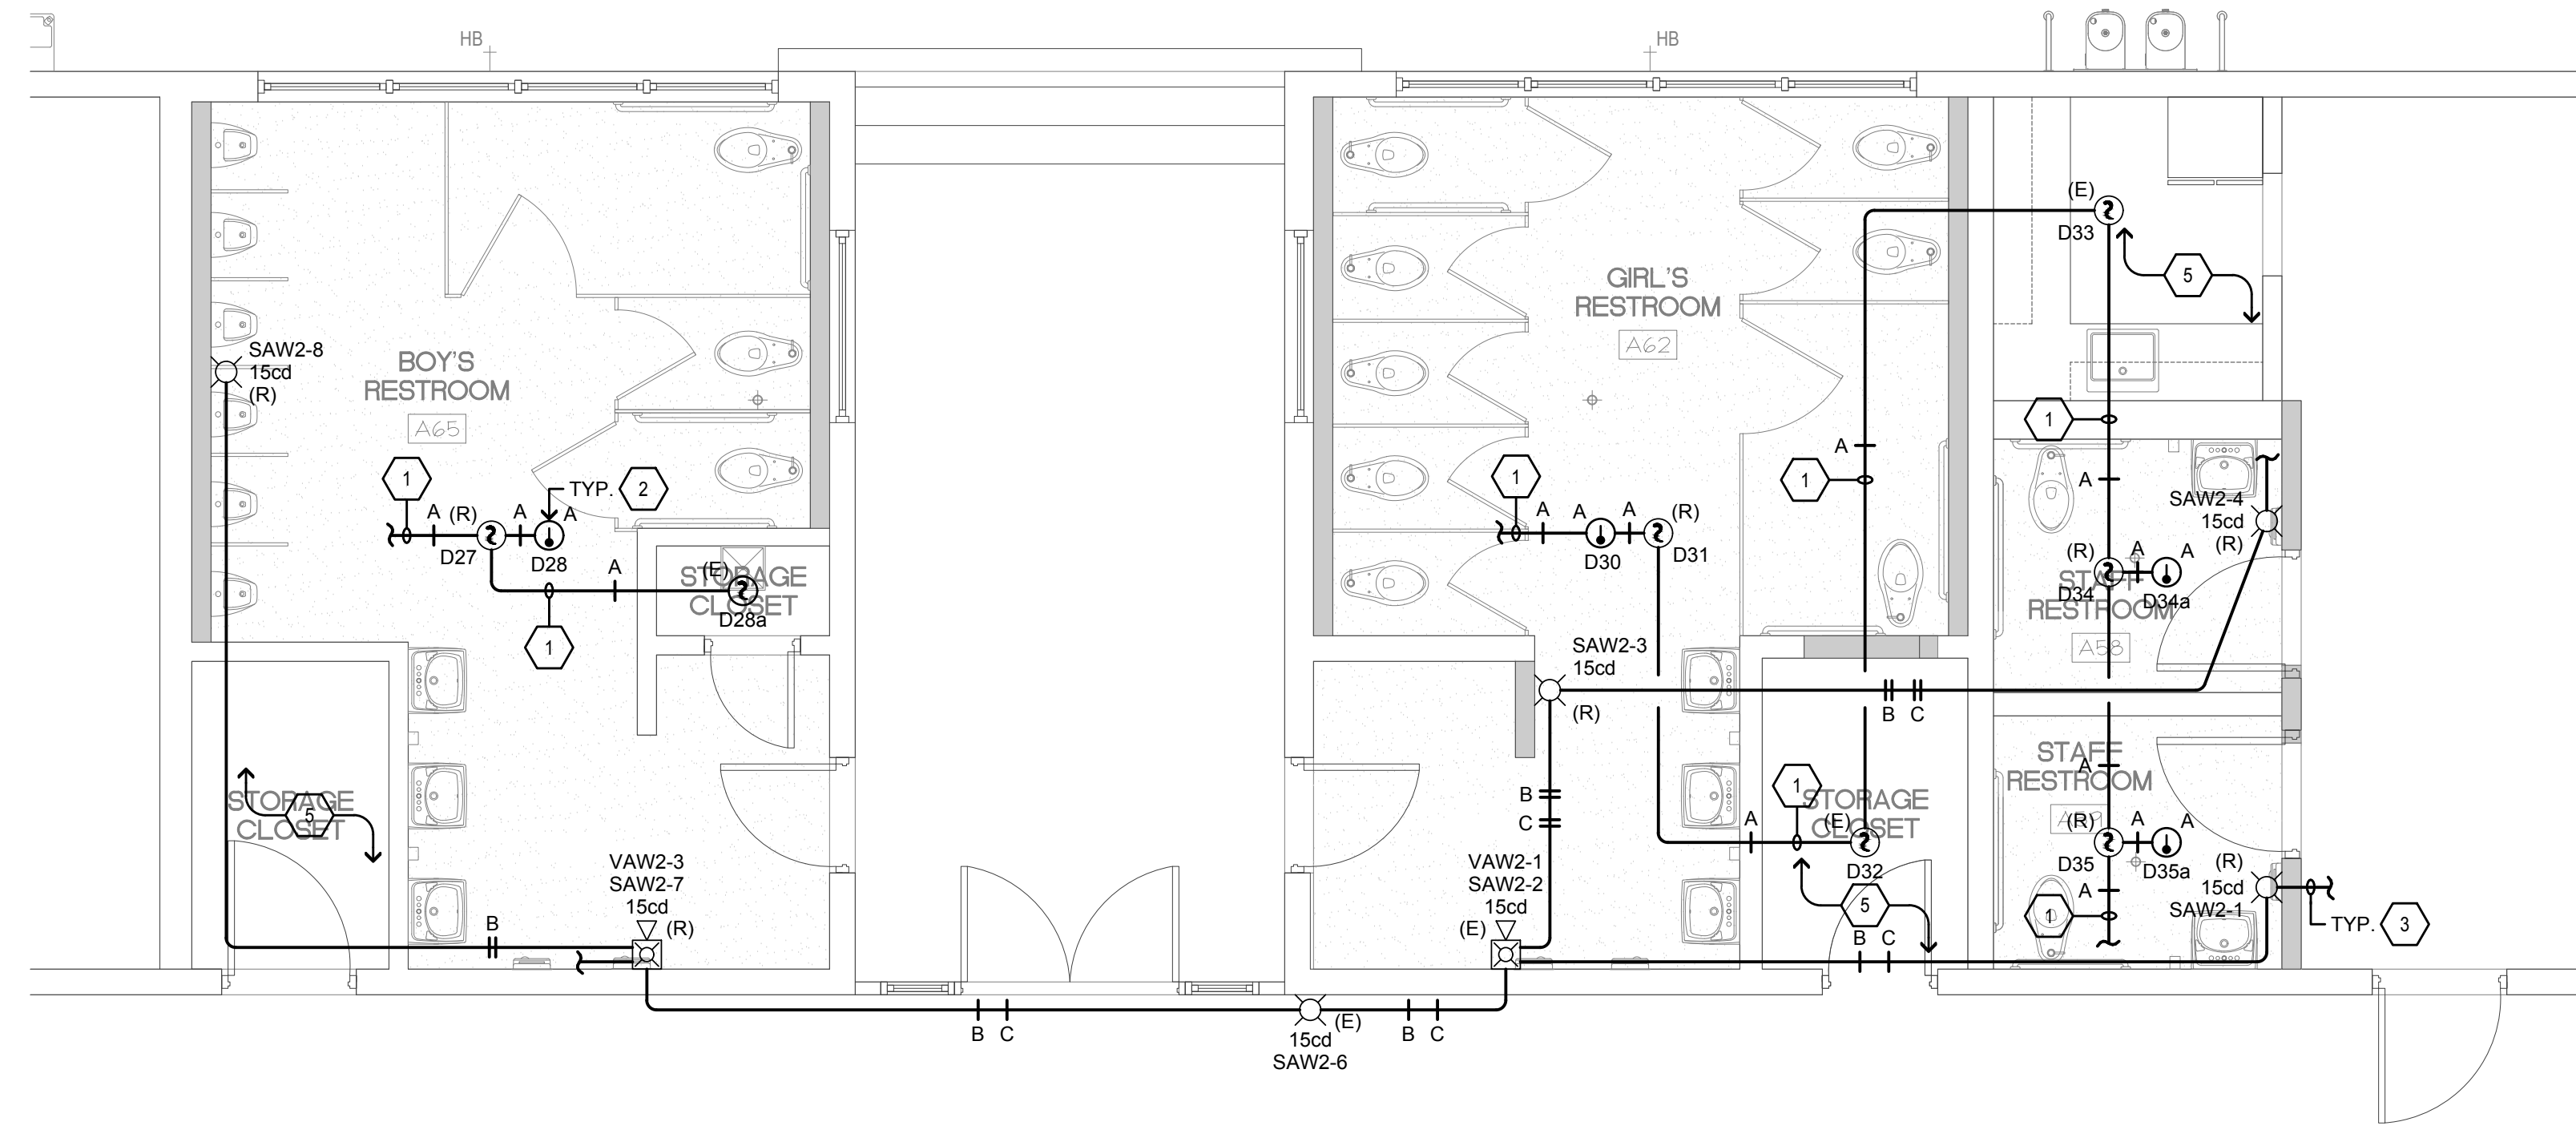 HB
HB
(E)
D33
5
GIRL'S
RESTROOM
A62
SAW2-8
15cd
(R)
BOY'S
RESTROOM
A65
1
A
(R)
A
A
D27
D28
TYP.
2
A
(E)
STORAGE
CLOSET
D28a
1
1
A
A
A
(R)
D30
D31
A
1
1
A
SAW2-4
15cd
(R)
(R)
A
A
STAFF
RESTROOM
D34
D34a
A58
SAW2-3
15cd
(R)
B
C
STAFF
RESTROOM
A
(R)
A
A
D35
D35a
A
1
(R)
15cd
SAW2-1
TYP.
3
STORAGE
CLOSET
5
B
C
1
STORAGE
CLOSET
A
(E)
D32
5
B
C
VAW2-3
SAW2-7
15cd
(R)
B
VAW2-1
SAW2-2
15cd
(E)
B
C
(E)
15cd
SAW2-6
B
C